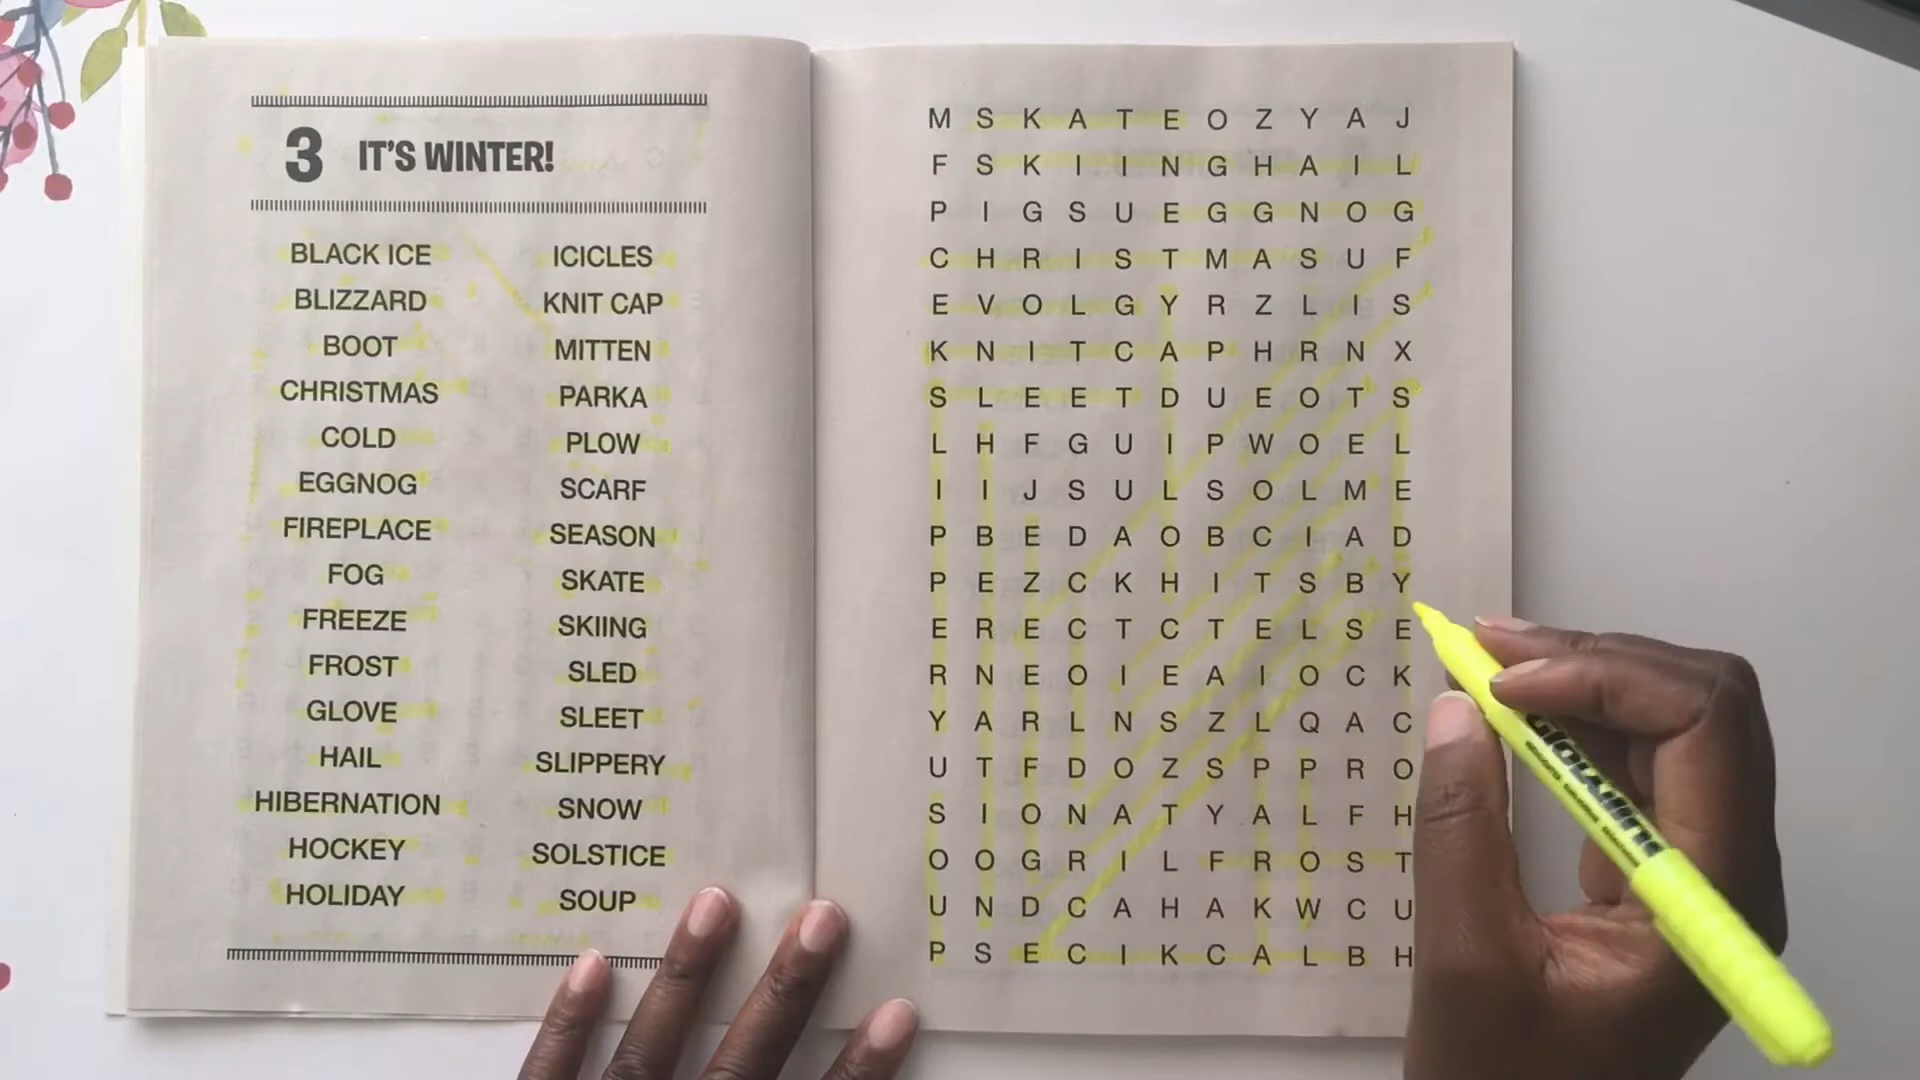 3 IT'S WINTER!
BLACK ICE
BLIZZARD
BOOT
CHRISTMAS
COLD
EGGNOG
FIREPLACE
FOG
FREEZE
FROST
GLOVE
HAIL
HIBERNATION
HOCKEY
HOLIDAY
ICICLES
KNIT CAP
MITTEN
PARKA
PLOW
SCARF
SEASON
SKATE
SKIING
SLED
SLEET
SLIPPERY
SNOW
SOLSTICE
SOUP
M S K A T E O Z Y A J
F S K I I N G H A I L
P I G S U E G G N O G
C H R I S T M A S U F
E V O L G Y R Z L I S
K N I T C A P H R N X
S L E E T D U E O T S
L H F G U I P W O E L
I I J S U L S O L M E
P B E D A O B C I A D
P E Z C K H I T S B Y
E R E C T C T E L S E
R N E O I E A I O C K
Y A R L N S Z L Q A C
U T F D O Z S P P R O
S I O N A T Y A L F H
O O G R I L F R O S T
U N D C A H A K W C U
P S E C I K C A L B H
Glowline